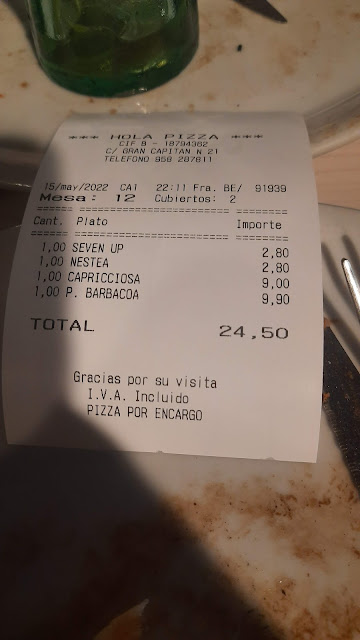 *** HOLA PIZZA ***
CIF B - 18794362
C/ GRAN CAPITAN N 21
TELEFONO 958 287611
15/may/2022 CA1 22:11 Fra. BE/ 91939
Mesa: 12 Cubiertos: 2
Cant. Plato Importe
1,00 SEVEN UP 2,80
1,00 NESTEA 2,80
1,00 CAPRICCIOSA 9,00
1,00 P. BARBACOA 9,90
TOTAL 24,50
Gracias por su visita
I.V.A. Incluido
PIZZA POR ENCARGO